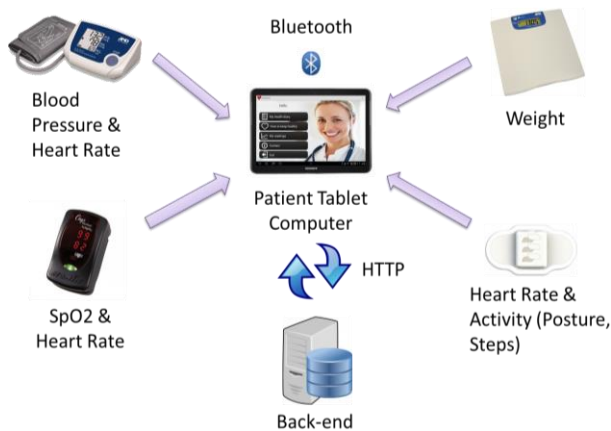 Bluetooth
Blood
Pressure &
Heart Rate
Weight
Patient Tablet
Computer
SpO2 &
Heart Rate
HTTP
Heart Rate &
Activity (Posture,
Steps)
Back-end